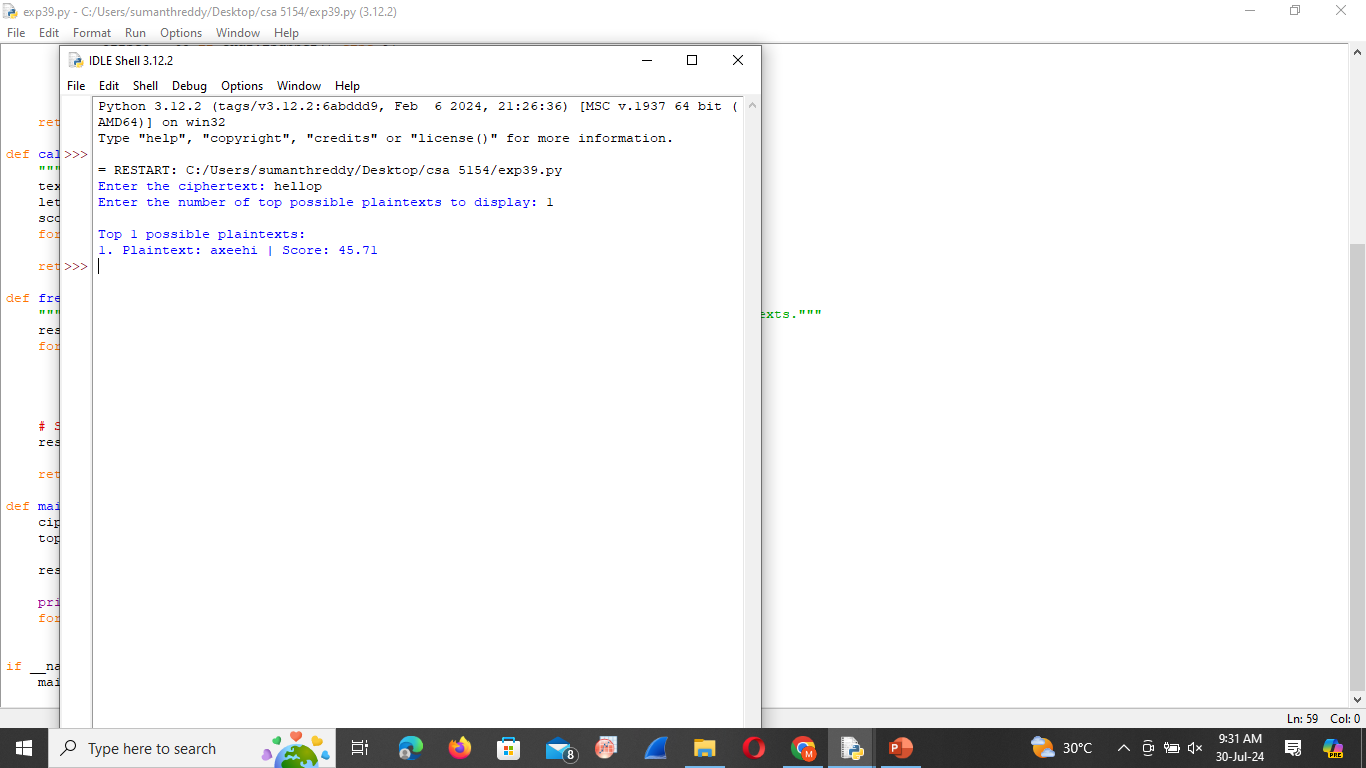 exp39.py - C:/Users/sumanthreddy/Desktop/csa 5154/exp39.py (3.12.2)
File Edit Format Run Options Window Help
IDLE Shell 3.12.2
File Edit Shell Debug Options Window Help
Python 3.12.2 (tags/v3.12.2:6abddd9, Feb  6 2024, 21:26:36) [MSC v.1937 64 bit (
AMD64)] on win32
Type "help", "copyright", "credits" or "license()" for more information.
>>>
= RESTART: C:/Users/sumanthreddy/Desktop/csa 5154/exp39.py
Enter the ciphertext: hellop
Enter the number of top possible plaintexts to display: 1
Top 1 possible plaintexts:
1. Plaintext: axeehi | Score: 45.71
>>>
ret
def cal
"""
tex
let
sco
for
ret
def fre
""" exts."""
res
for
# S
res
ret
def mai
cip
top
res
pri
for
if __na
mai
Ln: 59 Col: 0
Type here to search
8
M
P
30°C
9:31 AM
30-Jul-24
PRE